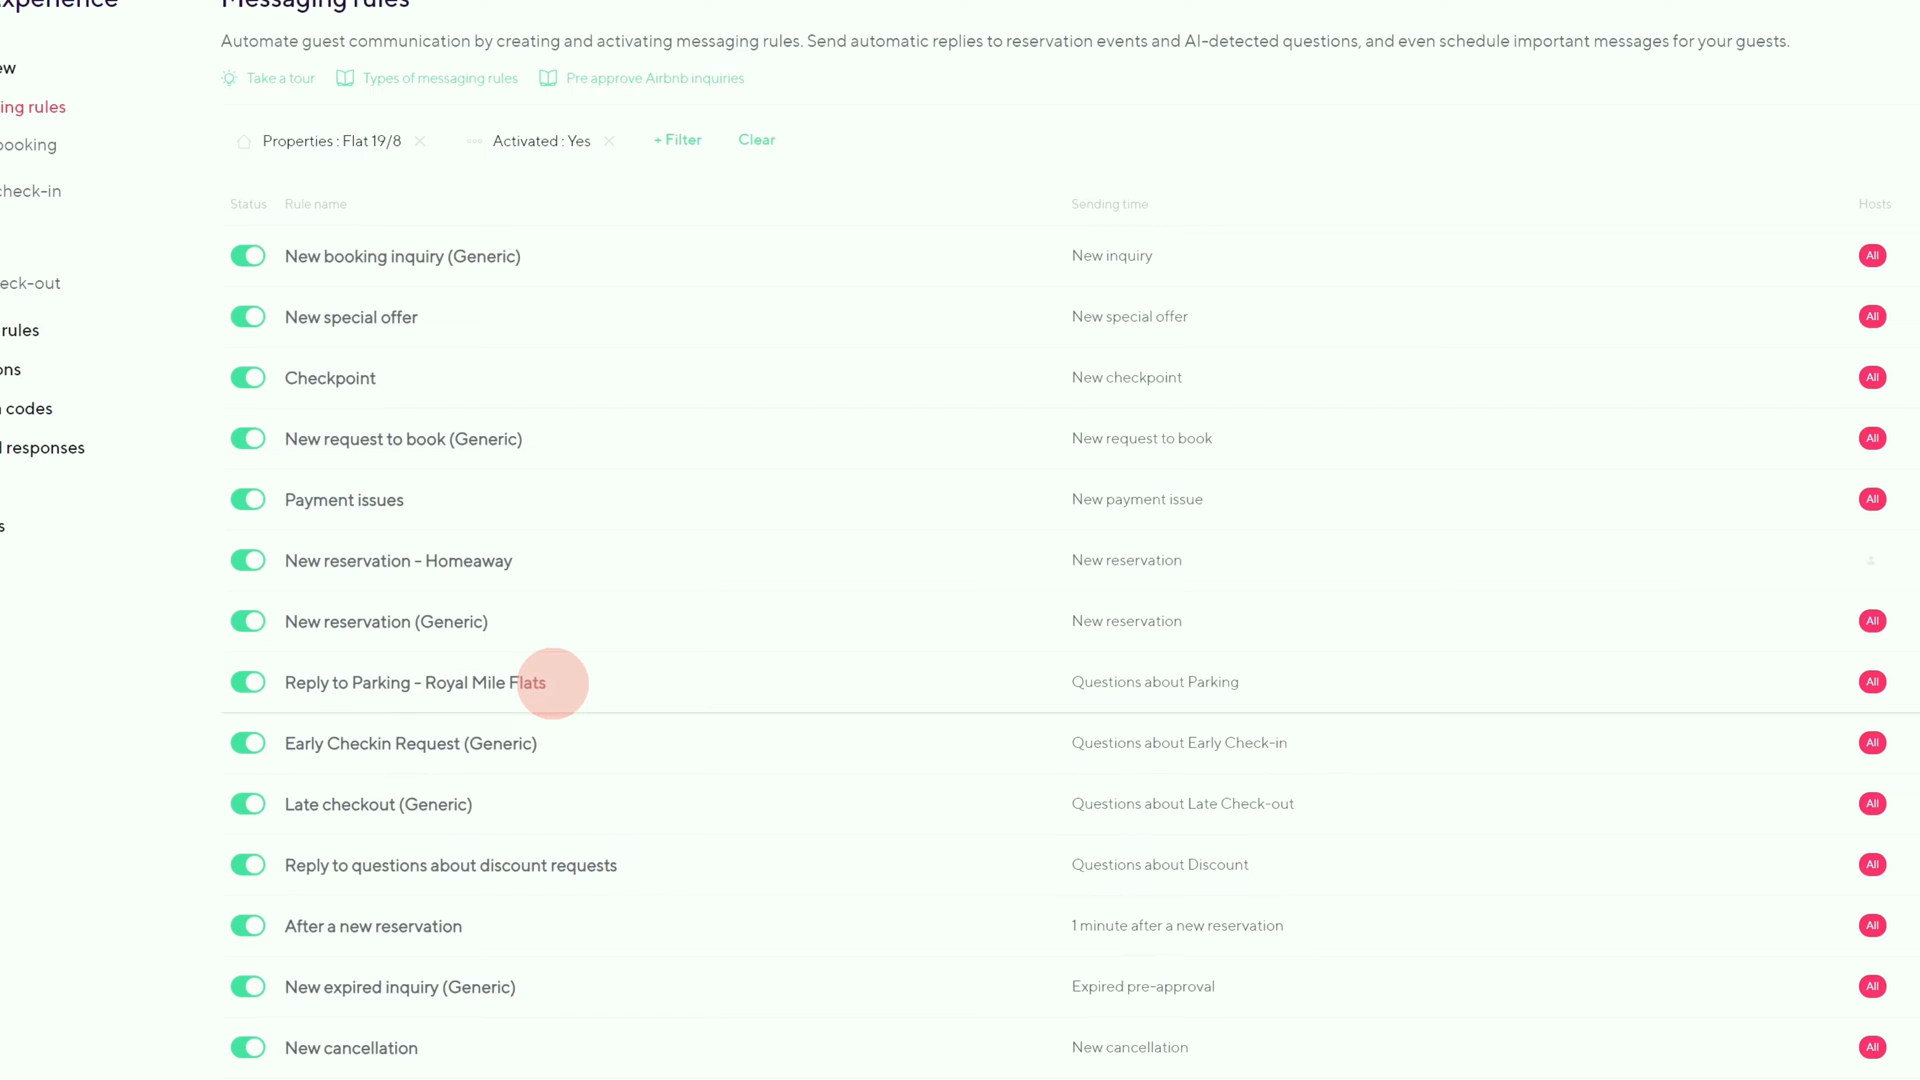 xperience
Messaging rules
Automate guest communication by creating and activating messaging rules. Send automatic replies to reservation events and AI-detected questions, and even schedule important messages for your guests.
ew
Take a tour Types of messaging rules Pre approve Airbnb inquiries
ing rules
Properties : Flat 19/8 Activated : Yes + Filter Clear
booking
check-in
Status Rule name Sending time Hosts
New booking inquiry (Generic) New inquiry All
eck-out
New special offer New special offer All
rules
ons
Checkpoint New checkpoint All
codes
New request to book (Generic) New request to book All
responses
Payment issues New payment issue All
s
New reservation - Homeaway New reservation
New reservation (Generic) New reservation All
Reply to Parking - Royal Mile Flats Questions about Parking All
Early Checkin Request (Generic) Questions about Early Check-in All
Late checkout (Generic) Questions about Late Check-out All
Reply to questions about discount requests Questions about Discount All
After a new reservation 1 minute after a new reservation All
New expired inquiry (Generic) Expired pre-approval All
New cancellation New cancellation All